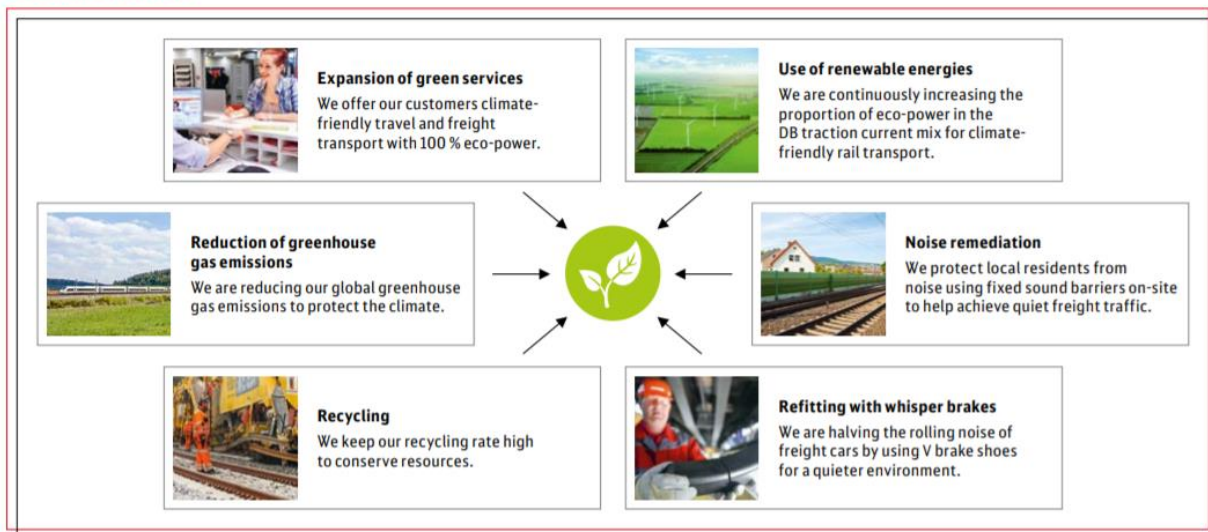 Expansion of green services
We offer our customers climate-
friendly travel and freight
transport with 100 % eco-power.
Use of renewable energies
We are continuously increasing the
proportion of eco-power in the
DB traction current mix for climate-
friendly rail transport.
Reduction of greenhouse
gas emissions
We are reducing our global greenhouse
gas emissions to protect the climate.
Noise remediation
We protect local residents from
noise using fixed sound barriers on-site
to help achieve quiet freight traffic.
Recycling
We keep our recycling rate high
to conserve resources.
Refitting with whisper brakes
We are halving the rolling noise of
freight cars by using V brake shoes
for a quieter environment.